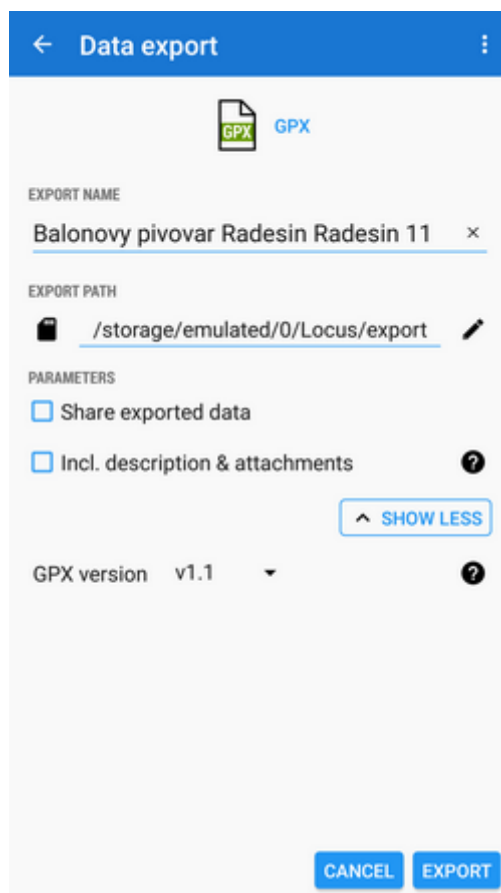 Data export
GPX GPX
EXPORT NAME
Balonovy pivovar Radesin Radesin 11
EXPORT PATH
/storage/emulated/0/Locus/export
PARAMETERS
Share exported data
Incl. description & attachments
SHOW LESS
GPX version v1.1
CANCEL EXPORT